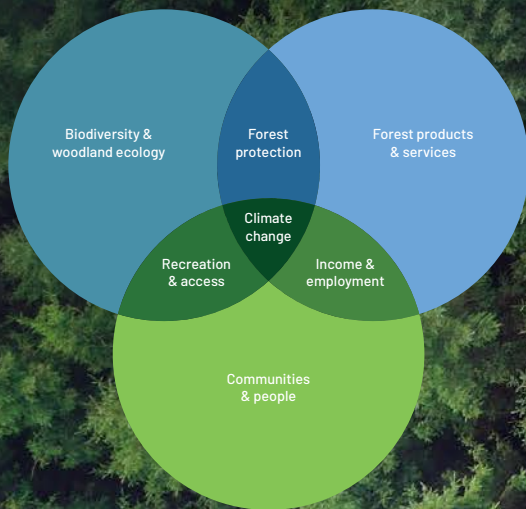 Biodiversity &
woodland ecology
Forest
protection
Forest products
& services
Climate
change
Recreation
& access
Income &
employment
Communities
& people